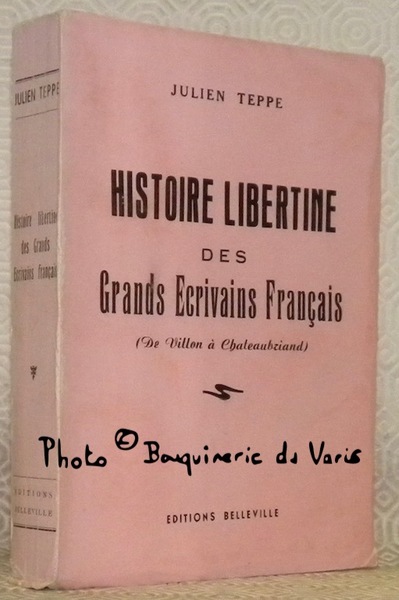 JULIEN TEPPE
Histoire libertine
des Grands
Ecrivains français
EDITIONS
BELLEVILLE
JULIEN TEPPE
HISTOIRE LIBERTINE
DES
Grands Ecrivains Français
(De Villon à Chateaubriand)
Photo © Bouquinerie du Varis
EDITIONS BELLEVILLE